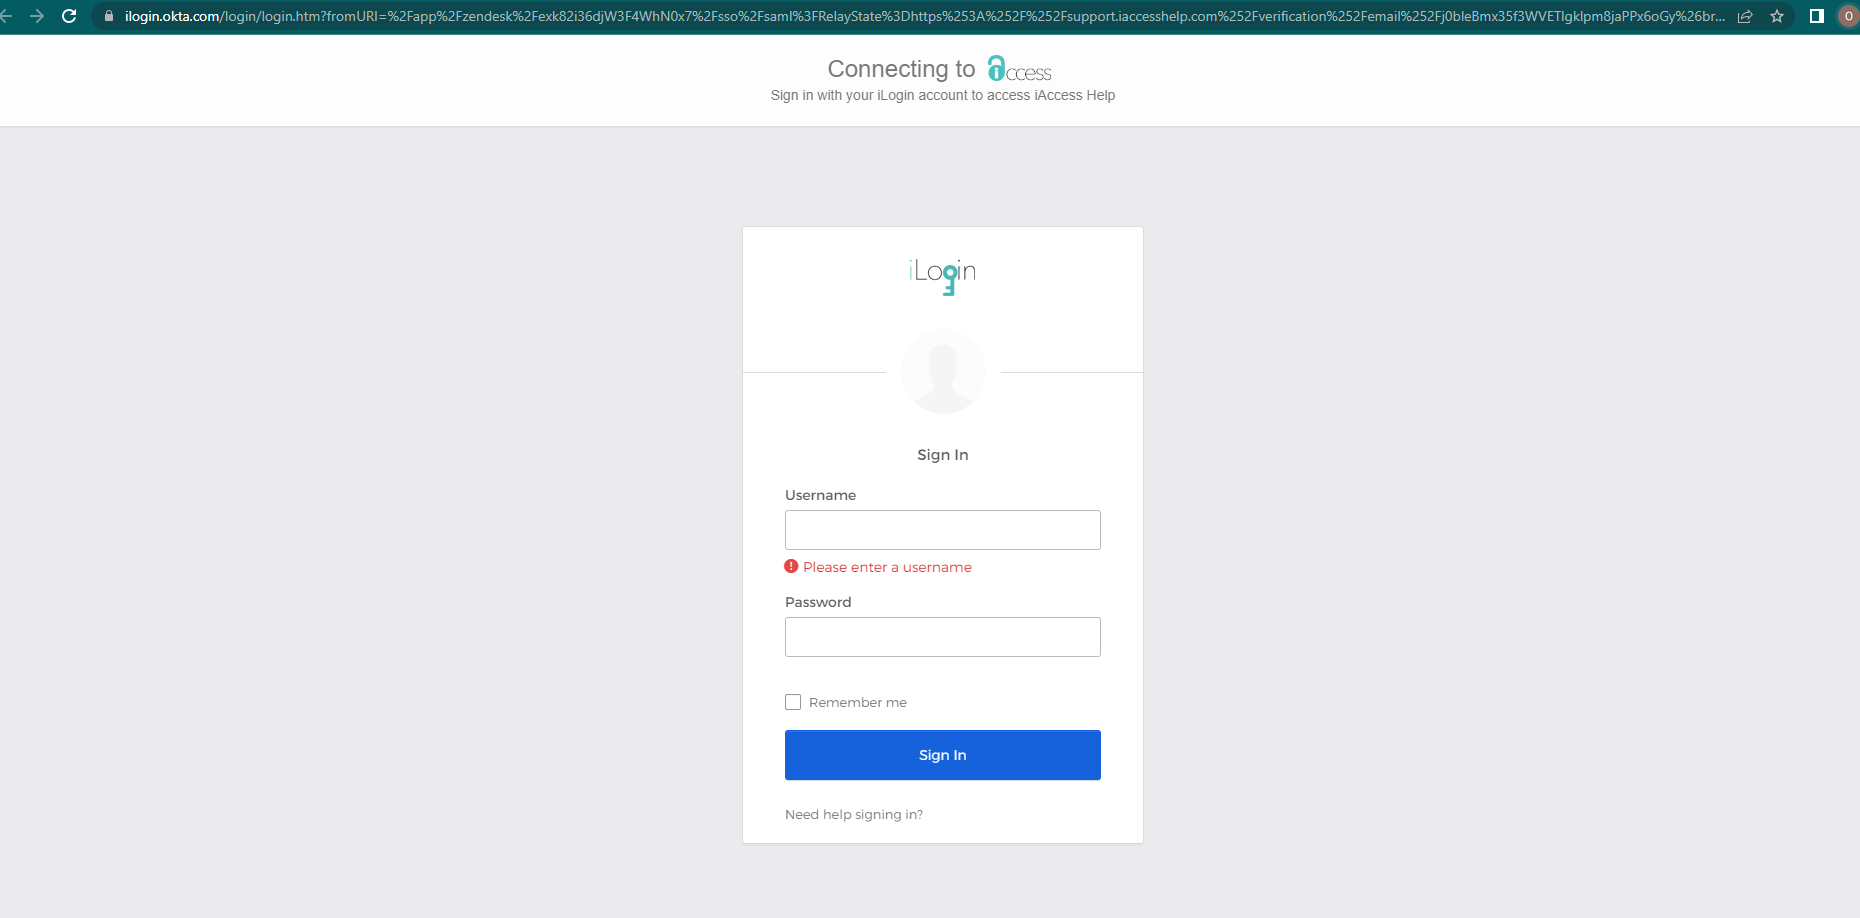 ilogin.okta.com/login/login.htm?fromURI=%2Fapp%2Fzendesk%2Fexk82i36djW3F4WhN0x7%2Fsso%2Fsaml%3FRelayState%3Dhttps%253A%252F%252Fsupport.iaccesshelp.com%252Fverification%252Femail%252Fj0bleBmx35f3WVETlgklpm8jaPPx6oGy%26br...
O
Connecting to iAccess
Sign in with your iLogin account to access iAccess Help
iLogin
Sign In
Username
Please enter a username
Password
Remember me
Sign In
Need help signing in?